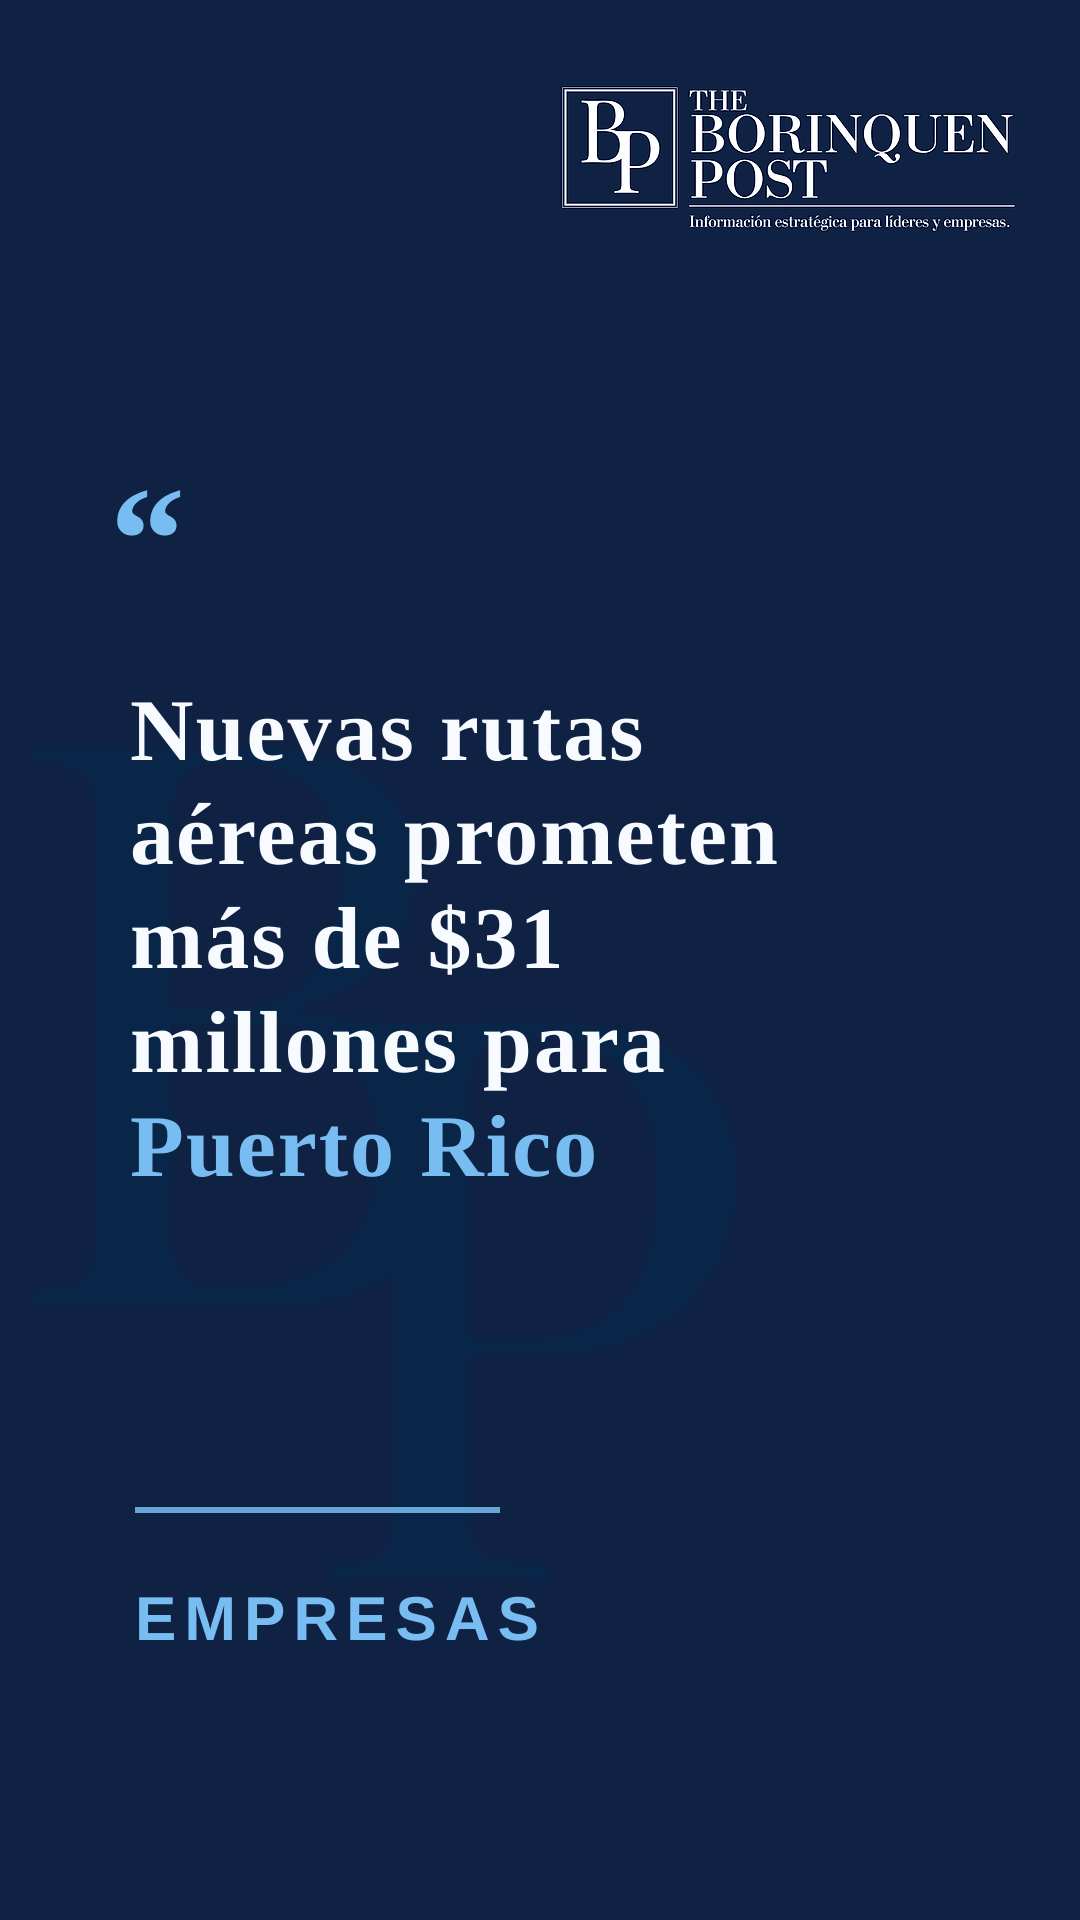 BP
THE
BORINQUEN
POST
Información estratégica para líderes y empresas.
“
Nuevas rutas
aéreas prometen
más de $31
millones para
Puerto Rico
EMPRESAS